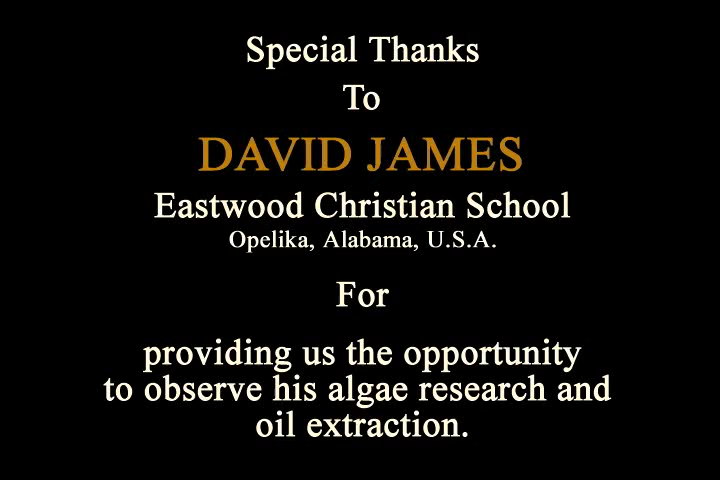 Special Thanks
To
DAVID JAMES
Eastwood Christian School
Opelika, Alabama, U.S.A.
For
providing us the opportunity
to observe his algae research and
oil extraction.